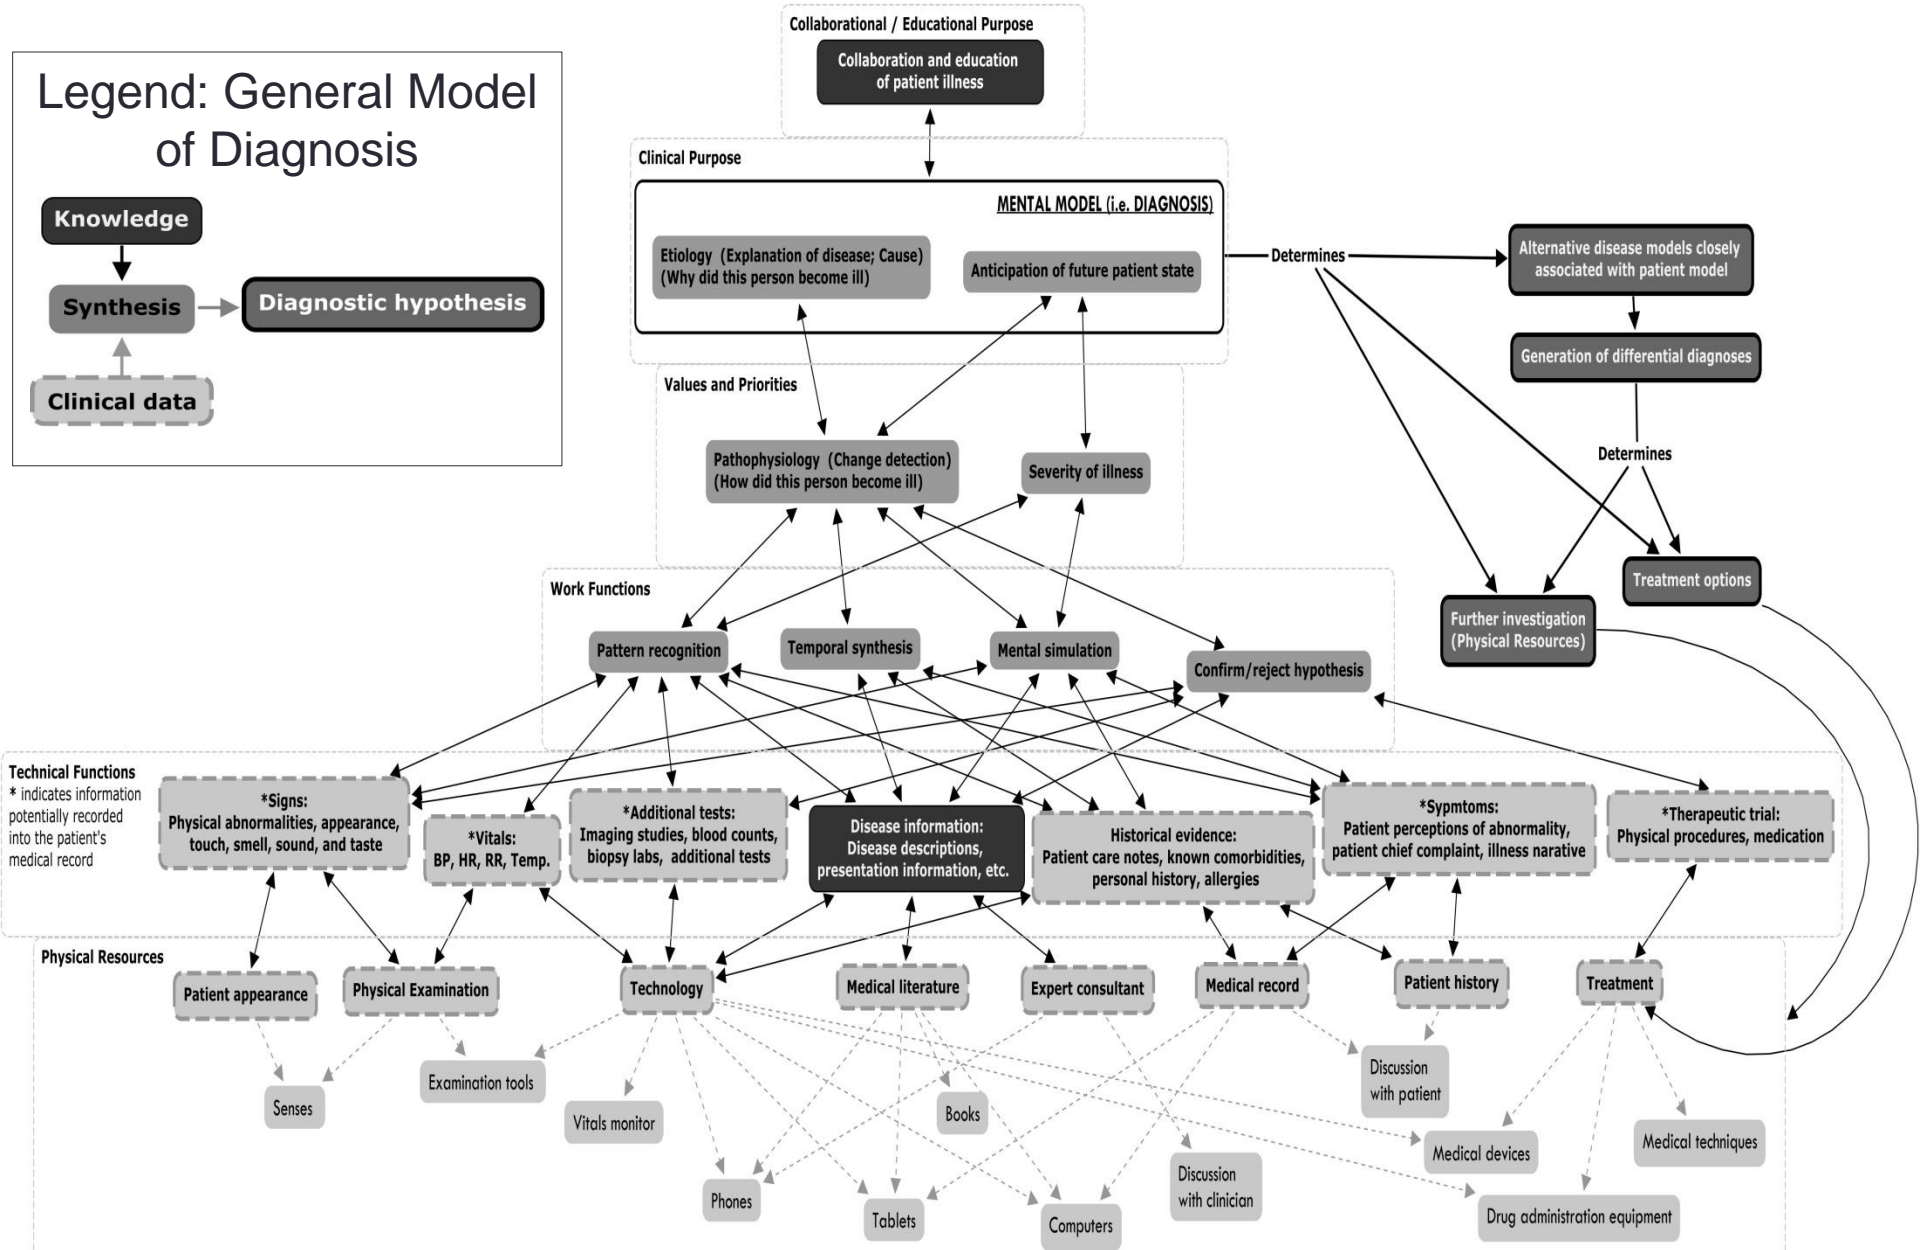 Legend: General Model
of Diagnosis
Knowledge
Synthesis
Diagnostic hypothesis
Clinical data
Collaborational / Educational Purpose
Collaboration and education
of patient illness
Clinical Purpose
MENTAL MODEL (i.e. DIAGNOSIS)
Etiology (Explanation of disease; Cause)
(Why did this person become ill)
Anticipation of future patient state
Determines
Alternative disease models closely
associated with patient model
Generation of differential diagnoses
Determines
Treatment options
Further investigation
(Physical Resources)
Values and Priorities
Pathophysiology (Change detection)
(How did this person become ill)
Severity of illness
Work Functions
Pattern recognition
Temporal synthesis
Mental simulation
Confirm/reject hypothesis
Technical Functions
* indicates information
potentially recorded
into the patient's
medical record
*Signs:
Physical abnormalities, appearance,
touch, smell, sound, and taste
*Vitals:
BP, HR, RR, Temp.
*Additional tests:
Imaging studies, blood counts,
biopsy labs, additional tests
Disease information:
Disease descriptions,
presentation information, etc.
Historical evidence:
Patient care notes, known comorbidities,
personal history, allergies
*Sypmtoms:
Patient perceptions of abnormality,
patient chief complaint, illness narative
*Therapeutic trial:
Physical procedures, medication
Physical Resources
Patient appearance
Physical Examination
Technology
Medical literature
Expert consultant
Medical record
Patient history
Treatment
Senses
Examination tools
Vitals monitor
Phones
Tablets
Books
Computers
Discussion
with clinician
Discussion
with patient
Medical devices
Drug administration equipment
Medical techniques